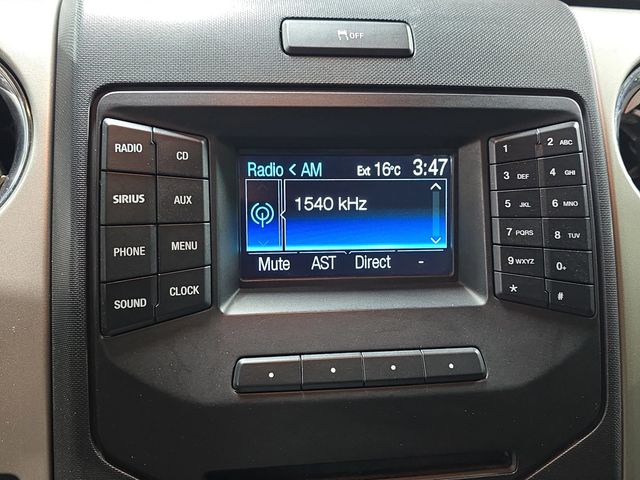 OFF
RADIO
CD
SIRIUS
AUX
PHONE
MENU
SOUND
CLOCK
Radio < AM Ext 16°C 3:47
1540 kHz
Mute AST Direct -
1
2 ABC
3 DEF
4 GHI
5 JKL
6 MNO
7 PQRS
8 TUV
9 WXYZ
0+
*
#